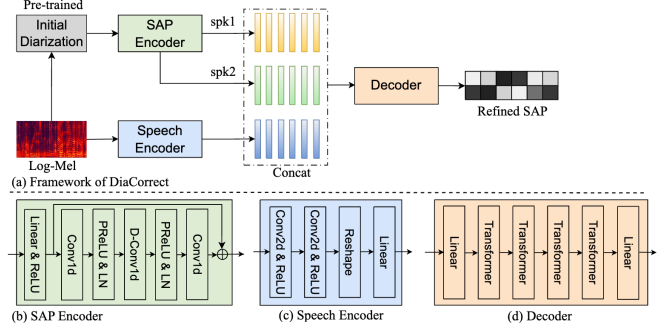 Pre-trained
Initial
Diarization
SAP
Encoder
spk1
spk2
Decoder
Refined SAP
Log-Mel
Speech
Encoder
Concat
(a) Framework of DiaCorrect
Linear & ReLU
Conv1d
PReLU & LN
D-Conv1d
PReLU & LN
Conv1d
(b) SAP Encoder
Conv2d & ReLU
Conv2d & ReLU
Reshape
Linear
(c) Speech Encoder
Linear
Transformer
Transformer
Transformer
Transformer
Linear
(d) Decoder